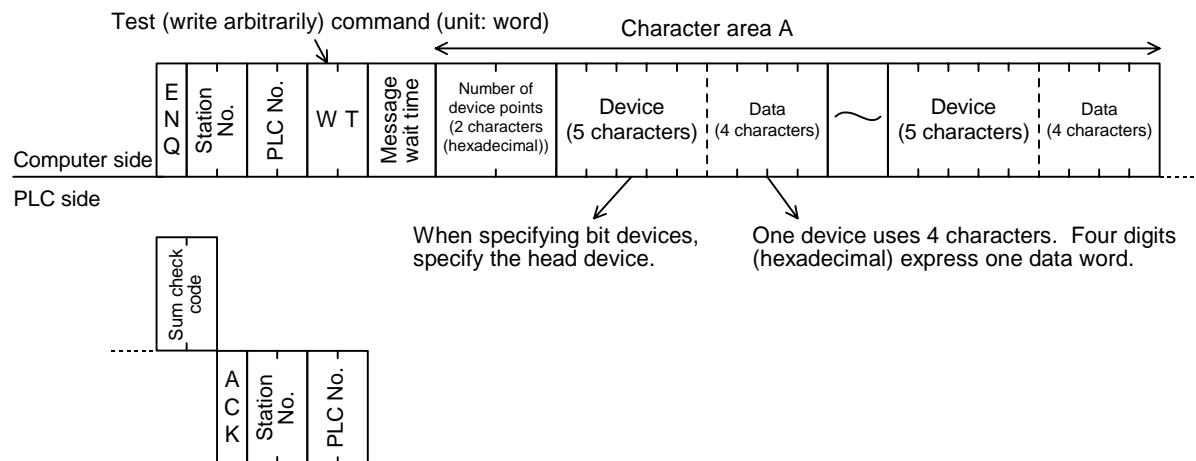 Test (write arbitrarily) command (unit: word)
Character area A
Computer side
ENQ
Station
No.
PLC No.
W T
Message
wait time
Number of
device points
(2 characters
(hexadecimal))
Device
(5 characters)
Data
(4 characters)
Device
(5 characters)
Data
(4 characters)
PLC side
When specifying bit devices,
specify the head device.
One device uses 4 characters. Four digits
(hexadecimal) express one data word.
Sum check
code
ACK
Station
No.
PLC No.